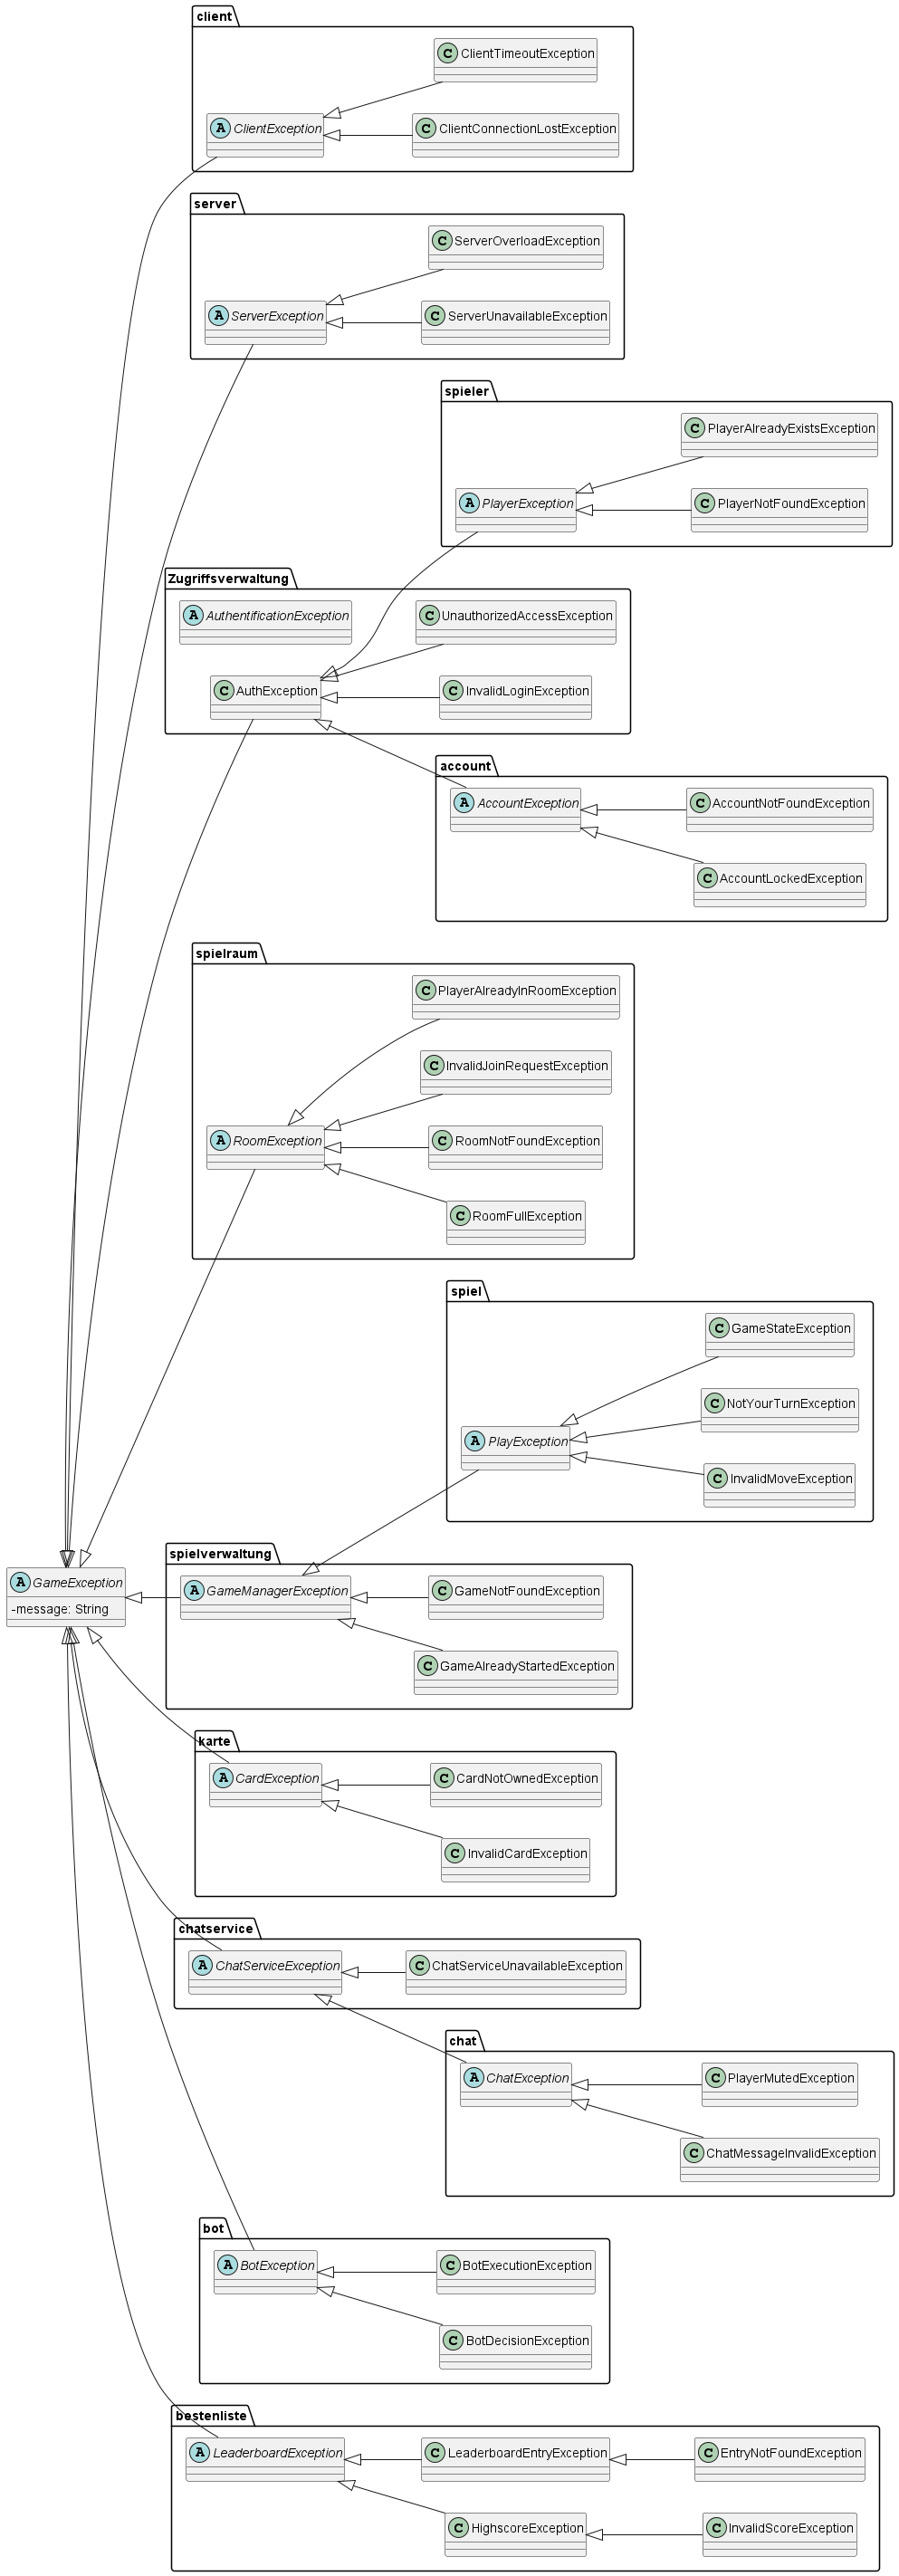 client
C ClientTimeoutException
A ClientException
C ClientConnectionLostException
server
C ServerOverloadException
A ServerException
C ServerUnavailableException
spieler
C PlayerAlreadyExistsException
A PlayerException
C PlayerNotFoundException
Zugriffsverwaltung
A AuthentificationException
C UnauthorizedAccessException
C AuthException
C InvalidLoginException
account
A AccountException
C AccountNotFoundException
C AccountLockedException
spielraum
C PlayerAlreadyInRoomException
C InvalidJoinRequestException
A RoomException
C RoomNotFoundException
C RoomFullException
spiel
C GameStateException
C NotYourTurnException
A PlayException
C InvalidMoveException
spielverwaltung
A GameException
-message: String
A GameManagerException
C GameNotFoundException
C GameAlreadyStartedException
karte
A CardException
C CardNotOwnedException
C InvalidCardException
chatservice
A ChatServiceException
C ChatServiceUnavailableException
chat
A ChatException
C PlayerMutedException
C ChatMessageInvalidException
bot
A BotException
C BotExecutionException
C BotDecisionException
bestenliste
A LeaderboardException
C LeaderboardEntryException
C EntryNotFoundException
C HighscoreException
C InvalidScoreException